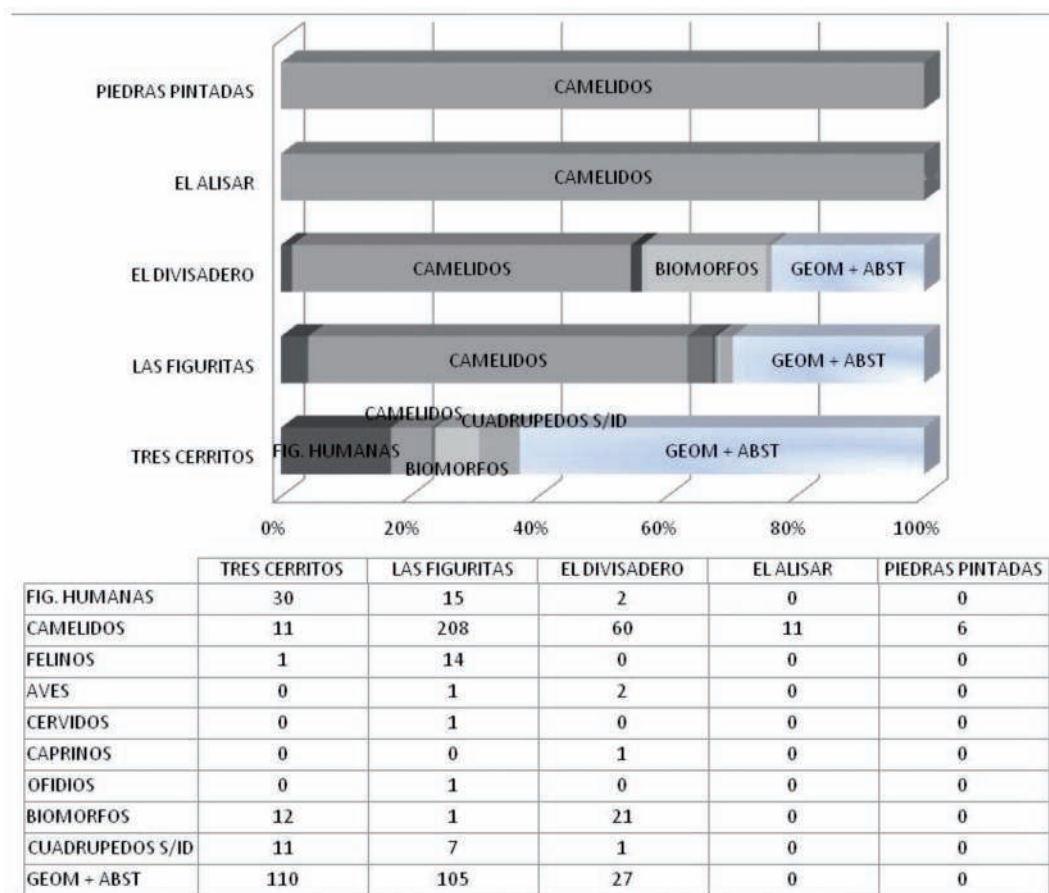 PIEDRAS PINTADAS CAMELIDOS
EL ALISAR CAMELIDOS
EL DIVISADERO CAMELIDOS BIOMORFOS GEOM + ABST
LAS FIGURITAS CAMELIDOS GEOM + ABST
CAMELIDOS CUADRUPEDOS S/ID
TRES CERRITOS FIG. HUMANAS GEOM + ABST
BIOMORFOS
0% 20% 40% 60% 80% 100%
TRES CERRITOS LAS FIGURITAS EL DIVISADERO EL ALISAR PIEDRAS PINTADAS
FIG. HUMANAS 30 15 2 0 0
CAMELIDOS 11 208 60 11 6
FELINOS 1 14 0 0 0
AVES 0 1 2 0 0
CERVIDOS 0 1 0 0 0
CAPRINOS 0 0 1 0 0
OFIDIOS 0 1 0 0 0
BIOMORFOS 12 1 21 0 0
CUADRUPEDOS S/ID 11 7 1 0 0
GEOM + ABST 110 105 27 0 0